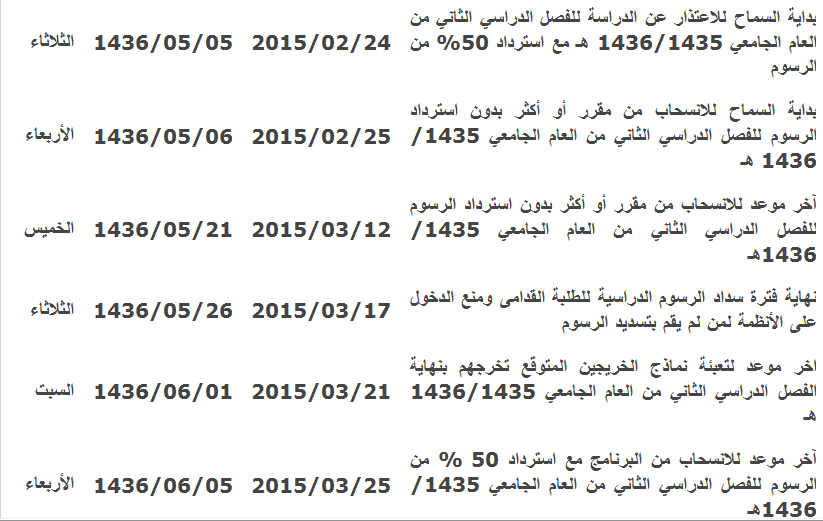 بداية السماح للاعتذار عن الدراسة للفصل الدراسي الثاني من
العام الجامعي 1436/1435 هـ مع استرداد 50% من 2015/02/24 1436/05/05 الثلاثاء
الرسوم
بداية السماح للانسحاب من مقرر أو أكثر بدون استرداد
الرسوم للفصل الدراسي الثاني من العام الجامعي 1435/ 2015/02/25 1436/05/06 الأربعاء
1436 هـ
آخر موعد للانسحاب من مقرر أو أكثر بدون استرداد الرسوم
للفصل الدراسي الثاني من العام الجامعي 1435/ 2015/03/12 1436/05/21 الخميس
1436هـ
نهاية فترة سداد الرسوم الدراسية للطلبة القدامى ومنع الدخول
على الأنظمة لمن لم يقم بتسديد الرسوم 2015/03/17 1436/05/26 الثلاثاء
اخر موعد لتعبئة نماذج الخريجين المتوقع تخرجهم بنهاية
الفصل الدراسي الثاني من العام الجامعي 1436/1435 2015/03/21 1436/06/01 السبت
هـ
آخر موعد للانسحاب من البرنامج مع استرداد 50 % من
الرسوم للفصل الدراسي الثاني من العام الجامعي 1435/ 2015/03/25 1436/06/05 الأربعاء
1436هـ